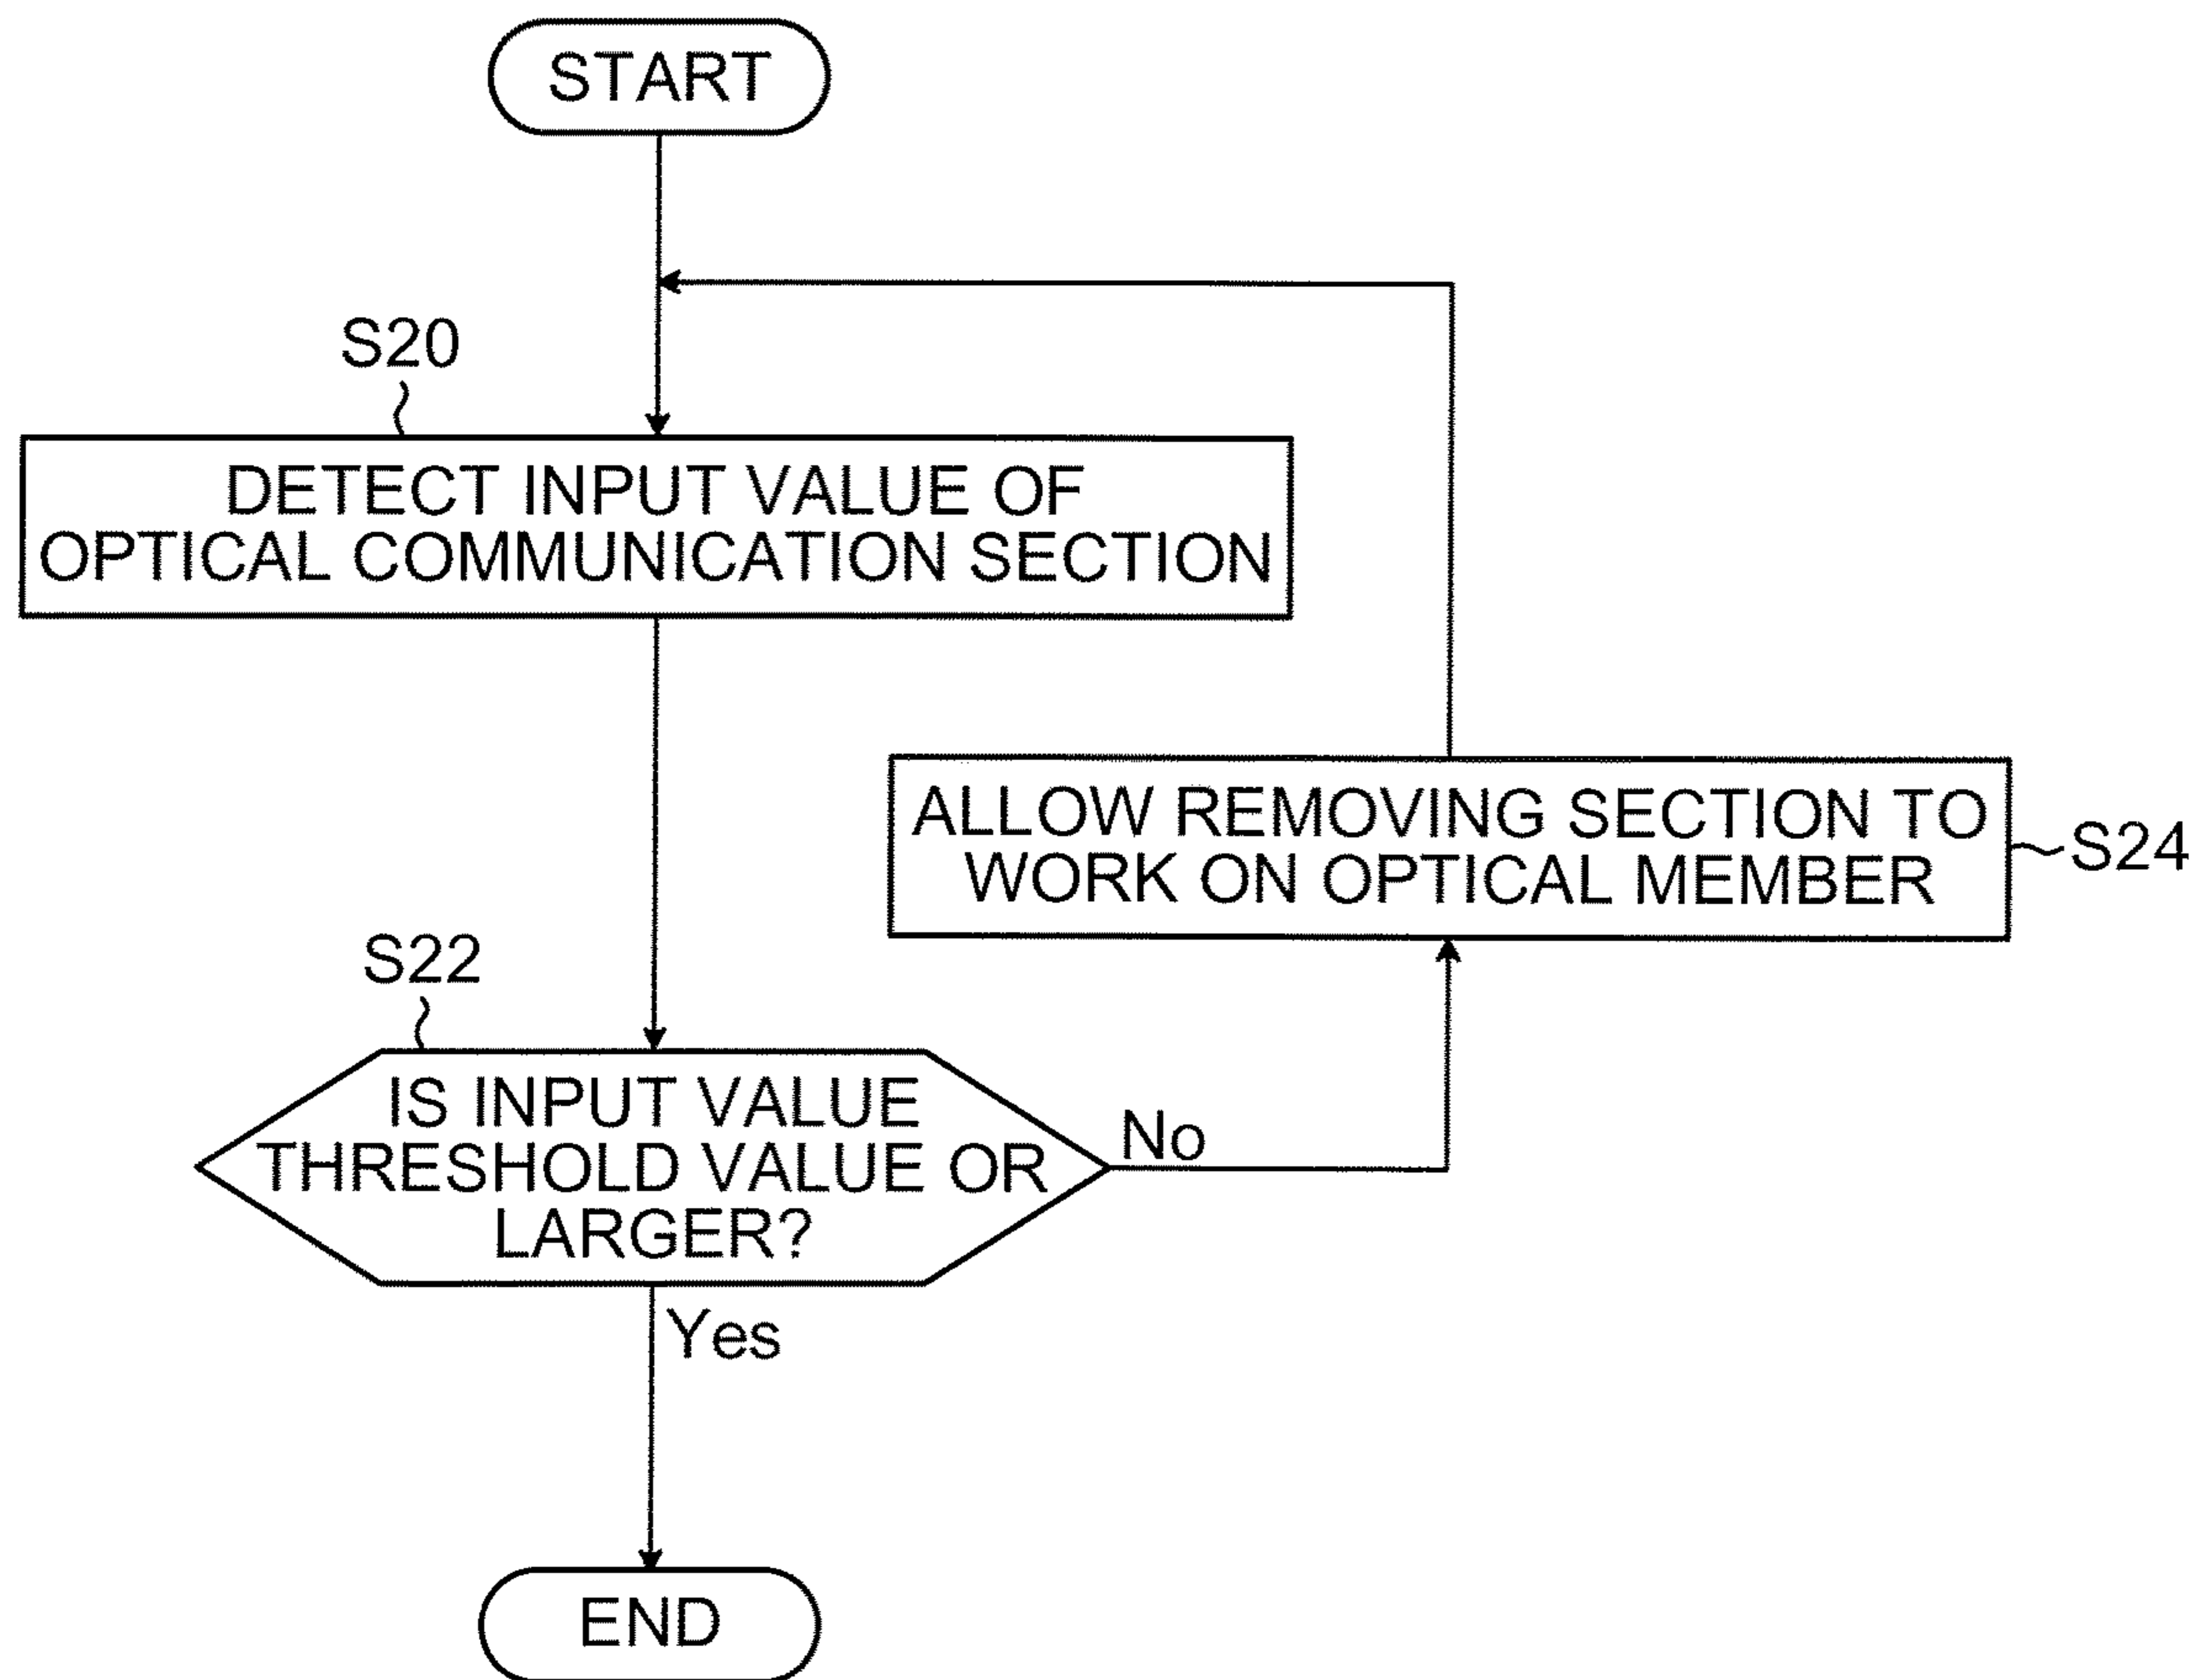 START
S20
DETECT INPUT VALUE OF
OPTICAL COMMUNICATION SECTION
ALLOW REMOVING SECTION TO
WORK ON OPTICAL MEMBER
S24
S22
IS INPUT VALUE
THRESHOLD VALUE OR
LARGER?
No
Yes
END